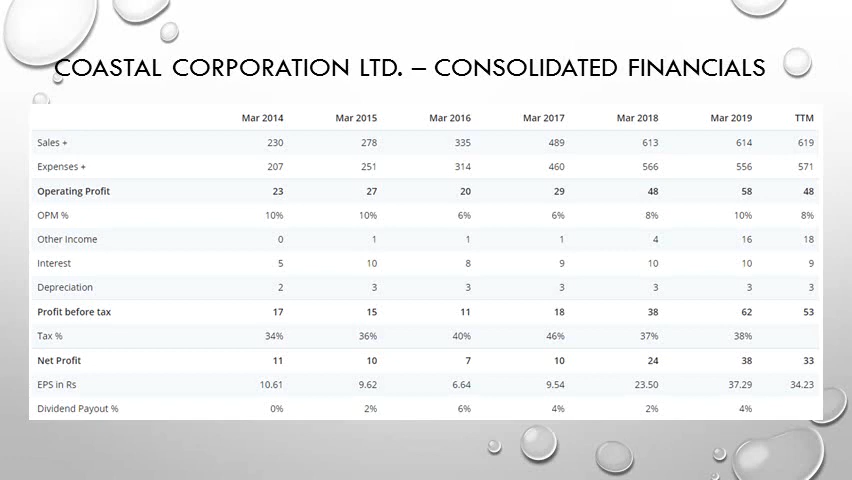 COASTAL CORPORATION LTD. – CONSOLIDATED FINANCIALS
Mar 2014 Mar 2015 Mar 2016 Mar 2017 Mar 2018 Mar 2019 TTM
Sales + 230 278 335 489 613 614 619
Expenses + 207 251 314 460 566 556 571
Operating Profit 23 27 20 29 48 58 48
OPM % 10% 10% 6% 6% 8% 10% 8%
Other Income 0 1 1 1 4 16 18
Interest 5 10 8 9 10 10 9
Depreciation 2 3 3 3 3 3 3
Profit before tax 17 15 11 18 38 62 53
Tax % 34% 36% 40% 46% 37% 38%
Net Profit 11 10 7 10 24 38 33
EPS in Rs 10.61 9.62 6.64 9.54 23.50 37.29 34.23
Dividend Payout % 0% 2% 6% 4% 2% 4%